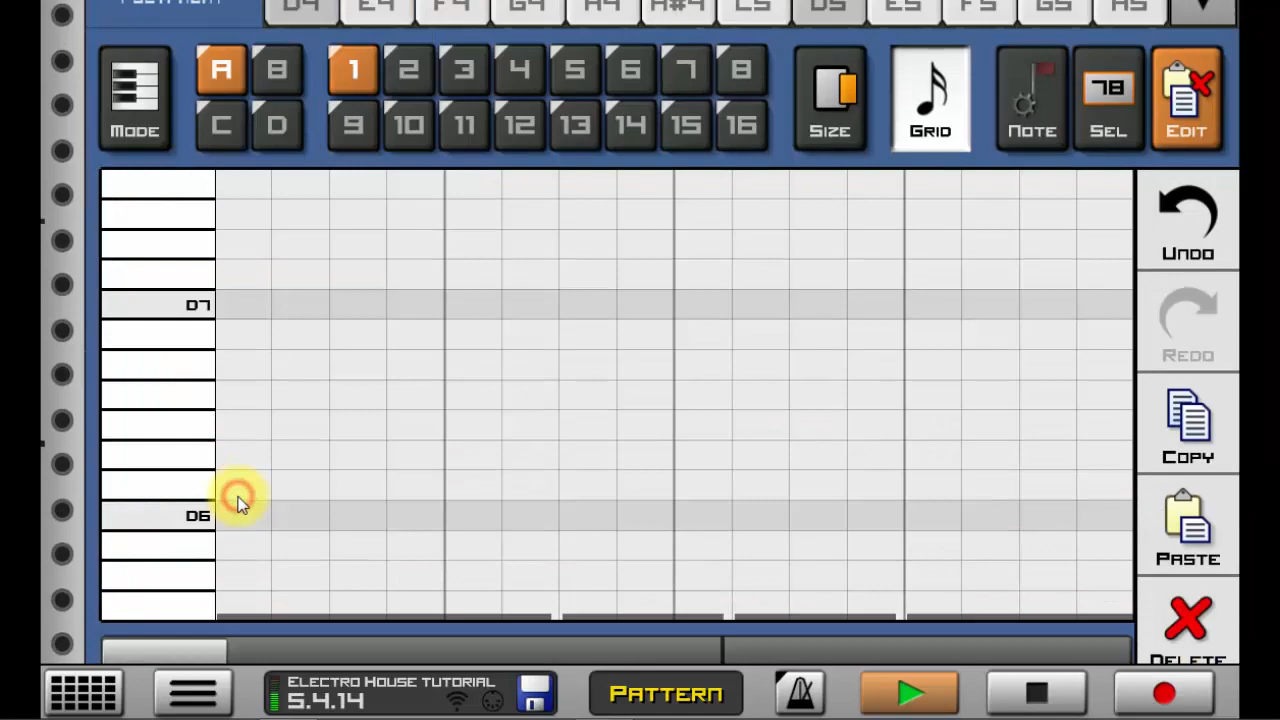 D4 E4 F4 G4 A4 A#4 C5 D5 E5 F5 G5 A5
MODE A B 1 2 3 4 5 6 7 8 SIZE GRID NOTE 78 SEL EDIT
C D 9 10 11 12 13 14 15 16
UNDO
D7
REDO
COPY
D6
PASTE
DELETE
ELECTRO HOUSE TUTORIAL
5.4.14
PATTERN